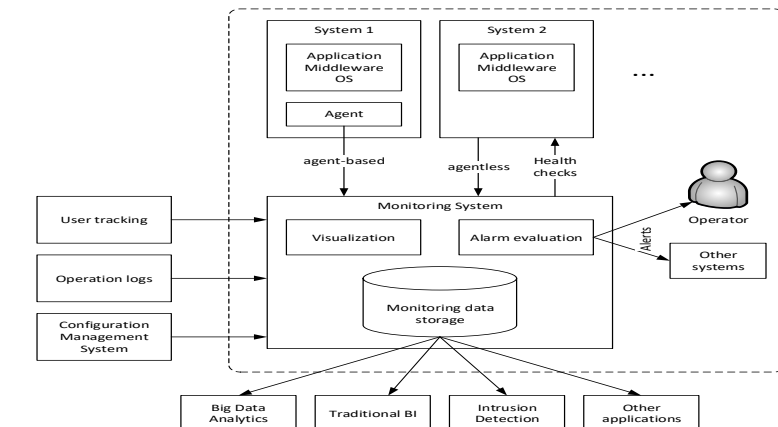 System 1
Application
Middleware
OS
Agent
System 2
Application
Middleware
OS
...
agent-based
agentless
Health
checks
Monitoring System
Visualization
Alarm evaluation
Monitoring data
storage
Alerts
Operator
Other
systems
User tracking
Operation logs
Configuration
Management
System
Big Data
Analytics
Traditional BI
Intrusion
Detection
Other
applications